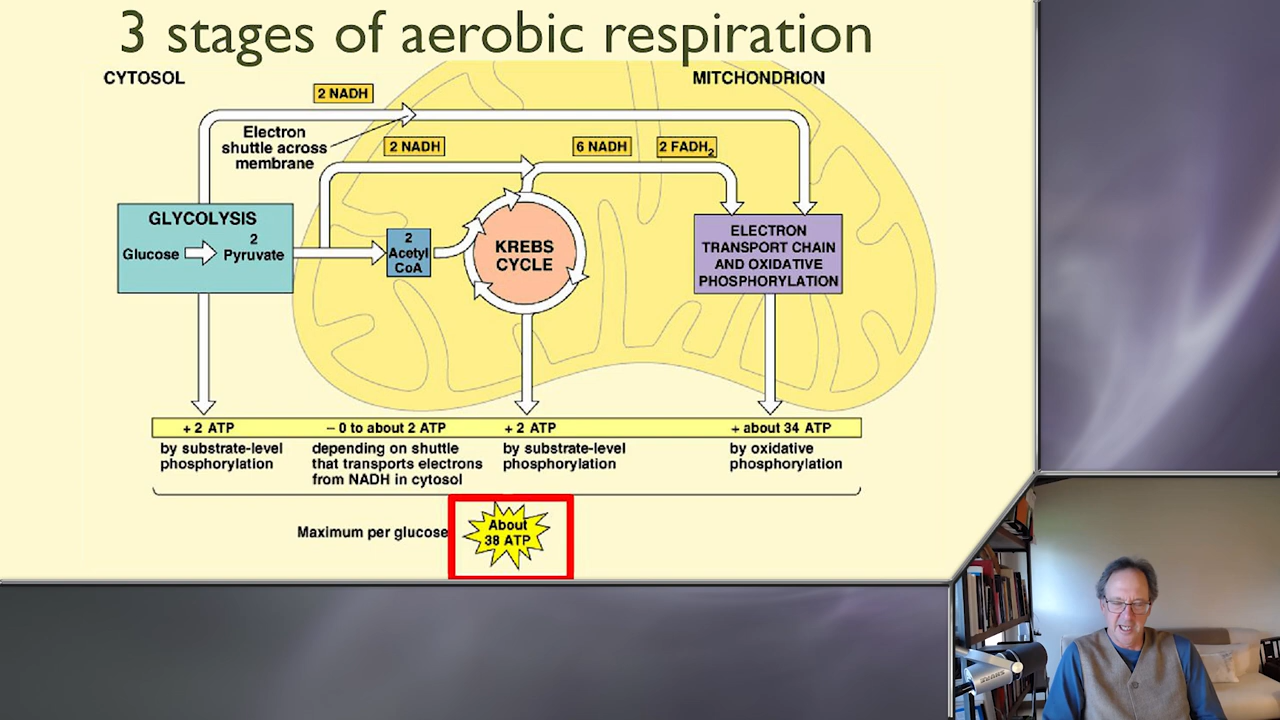 3 stages of aerobic respiration
CYTOSOL
MITCHONDRION
2 NADH
Electron
shuttle across
membrane
2 NADH
6 NADH
2 FADH₂
GLYCOLYSIS
Glucose
2
Pyruvate
2
Acetyl
CoA
KREBS
CYCLE
ELECTRON
TRANSPORT CHAIN
AND OXIDATIVE
PHOSPHORYLATION
+ 2 ATP
– 0 to about 2 ATP
+ 2 ATP
+ about 34 ATP
by substrate-level
phosphorylation
depending on shuttle
that transports electrons
from NADH in cytosol
by substrate-level
phosphorylation
by oxidative
phosphorylation
Maximum per glucose
About
38 ATP